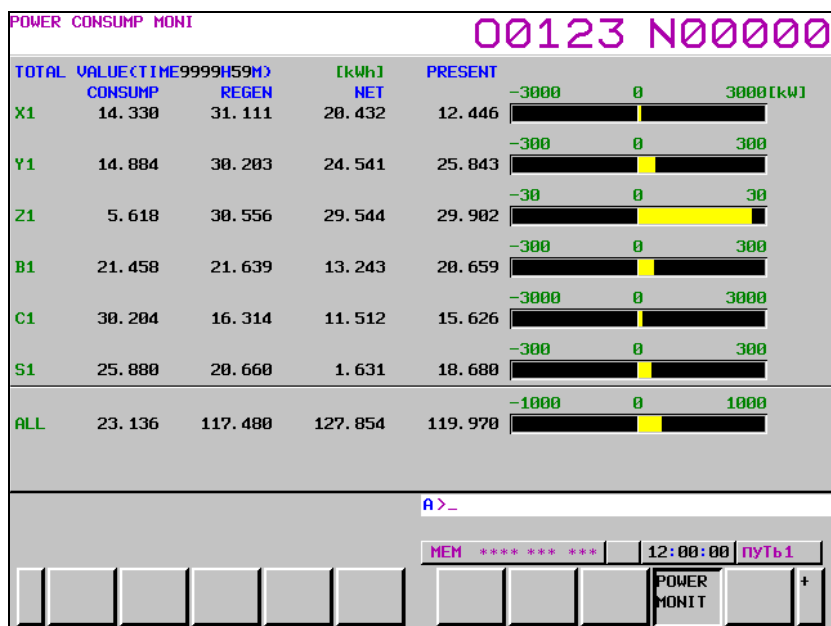 POWER CONSUMP MONI O0123 N00000
TOTAL VALUE(TIME9999H59M) [kWh] PRESENT
CONSUMP REGEN NET -3000 0 3000[kW]
X1 14.330 31.111 20.432 12.446
-300 0 300
Y1 14.884 30.203 24.541 25.843
-30 0 30
Z1 5.618 30.556 29.544 29.902
-300 0 300
B1 21.458 21.639 13.243 20.659
-3000 0 3000
C1 30.204 16.314 11.512 15.626
-300 0 300
S1 25.880 20.660 1.631 18.680
-1000 0 1000
ALL 23.136 117.480 127.854 119.970
A>_
MEM **** *** *** 12:00:00 ПУТЬ1
POWER +
MONIT